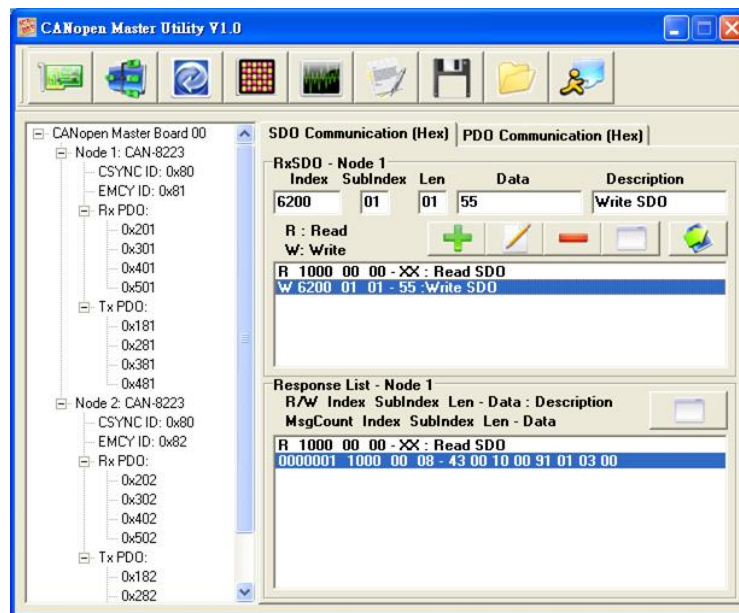 CANopen Master Utility V1.0
CANopen Master Board 00
Node 1: CAN-8223
CSYNC ID: 0x80
EMCY ID: 0x81
Rx PDO:
0x201
0x301
0x401
0x501
Tx PDO:
0x181
0x281
0x381
0x481
Node 2: CAN-8223
CSYNC ID: 0x80
EMCY ID: 0x82
Rx PDO:
0x202
0x302
0x402
0x502
Tx PDO:
0x182
0x282
SDO Communication (Hex) PDO Communication (Hex)
RxSDO - Node 1
Index SubIndex Len Data Description
6200 01 01 55 Write SDO
R : Read
W: Write
R 1000 00 00 - XX : Read SDO
W 6200 01 01 - 55 :Write SDO
Response List - Node 1
R/W Index SubIndex Len - Data : Description
MsgCount Index SubIndex Len - Data
R 1000 00 00 - XX : Read SDO
0000001 1000 00 08 - 43 00 10 00 91 01 03 00